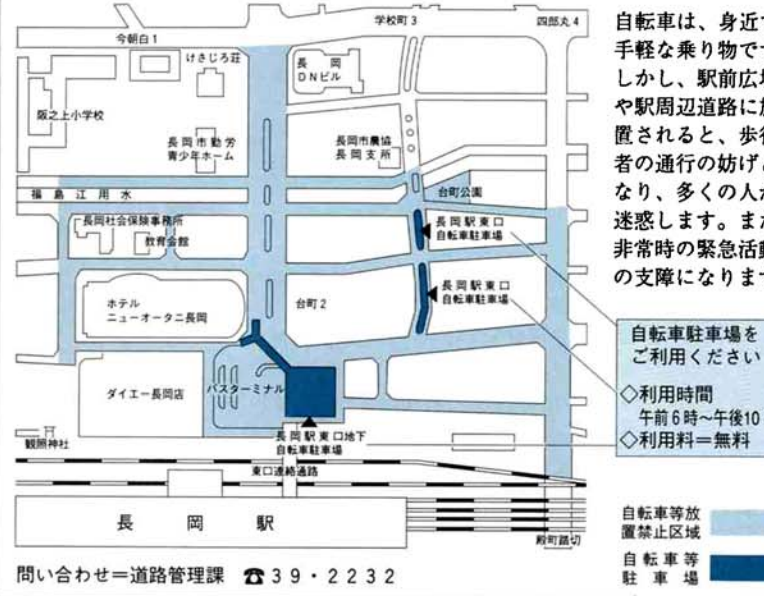 学校町3
四郎丸4
今朝白1
けさじろ荘
長岡
DNビル
阪之上小学校
長岡市勤労
青少年ホーム
長岡市農協
長岡支所
福島江用水
台町公園
長岡社会保険事務所
教育会館
長岡駅東口
自転車駐車場
長岡駅東口
自転車駐車場
ホテル
ニューオータニ長岡
台町2
ダイエー長岡店
バスターミナル
観照神社
長岡駅東口地下
自転車駐車場
東口連絡通路
長岡駅
殿町踏切
問い合わせ=道路管理課 ☎39・2232
自転車は、身近で
手軽な乗り物です
しかし、駅前広場
や駅周辺道路に放
置されると、歩行
者の通行の妨げと
なり、多くの人が
迷惑します。また
非常時の緊急活動
の支障になります
自転車駐車場を
ご利用ください
◇利用時間
午前6時～午後10
◇利用料=無料
自転車等放
置禁止区域
自転車等
駐車場